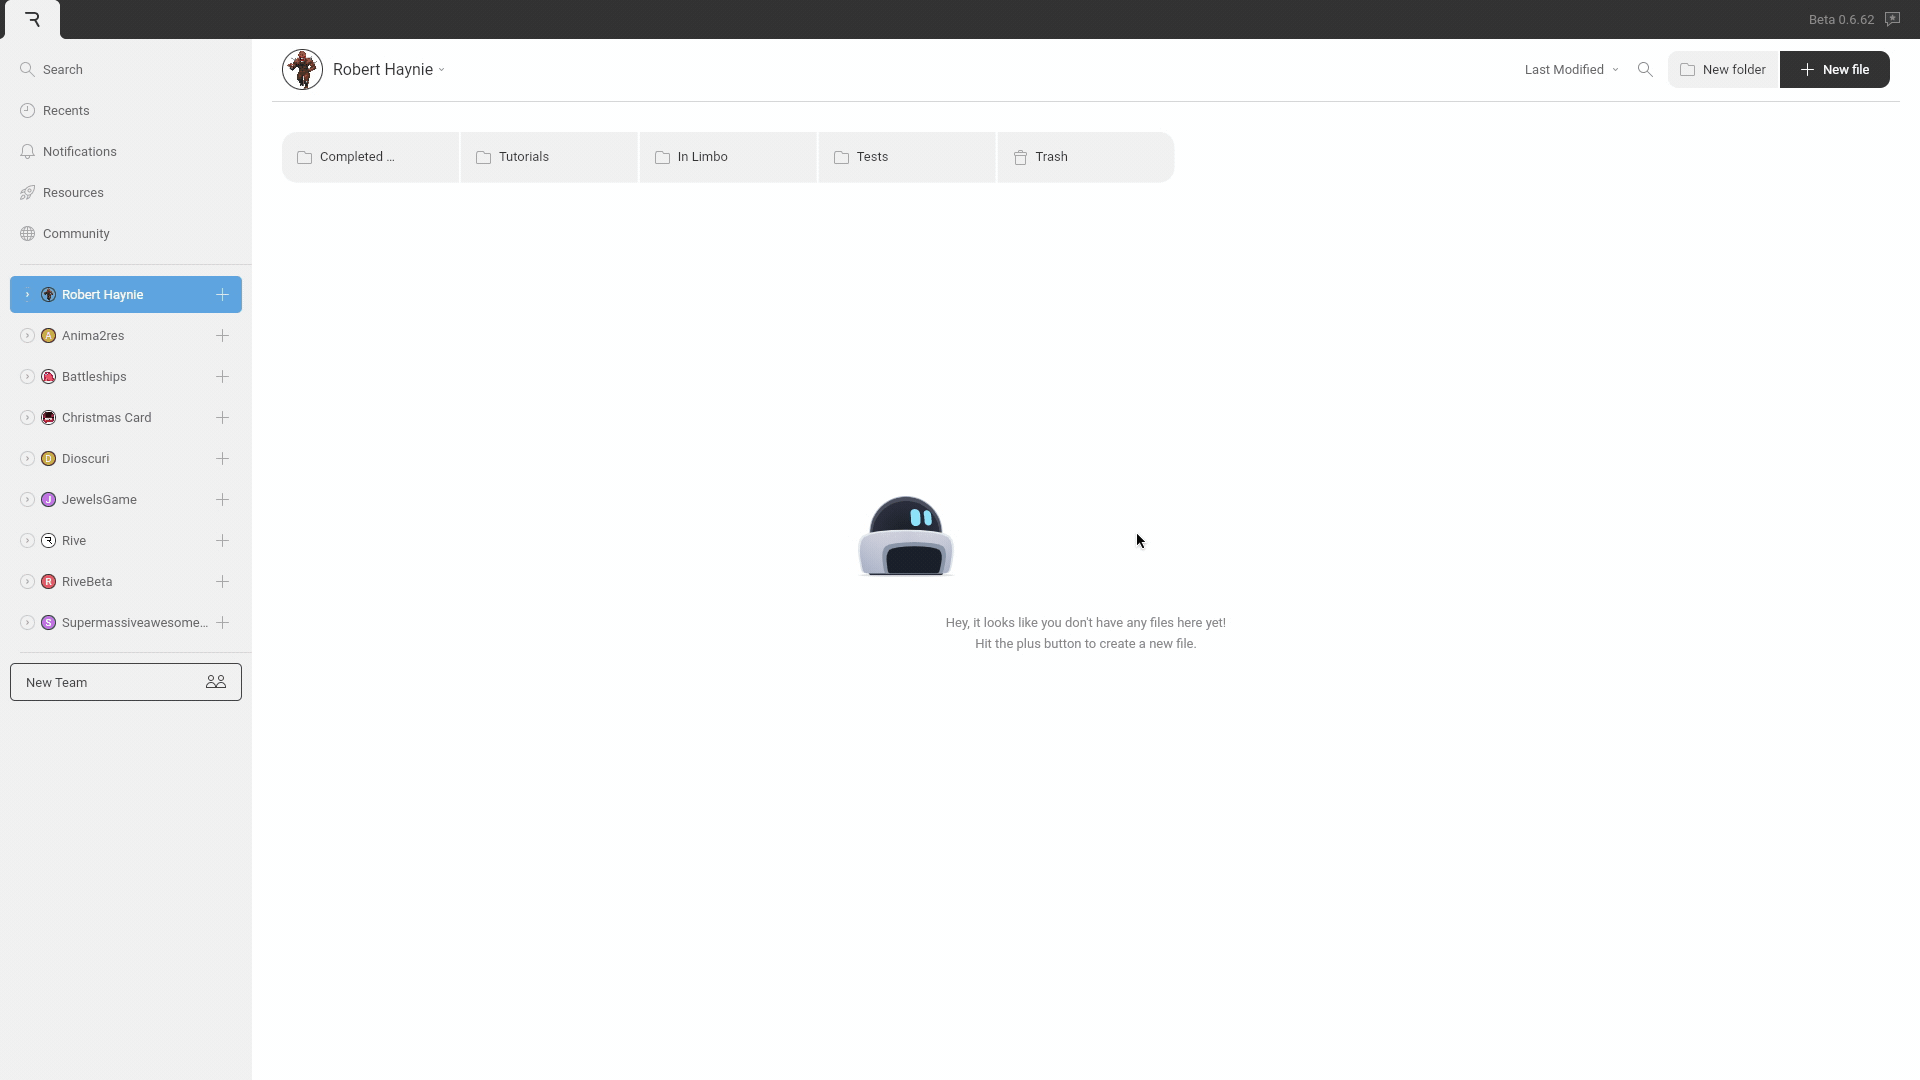 Beta 0.6.62
Search
Recents
Notifications
Resources
Community
Robert Haynie
Anima2res
Battleships
Christmas Card
Dioscuri
JewelsGame
Rive
RiveBeta
Supermassiveawesome...
New Team
Robert Haynie
Last Modified
New folder
New file
Completed ...
Tutorials
In Limbo
Tests
Trash
Hey, it looks like you don't have any files here yet!
Hit the plus button to create a new file.